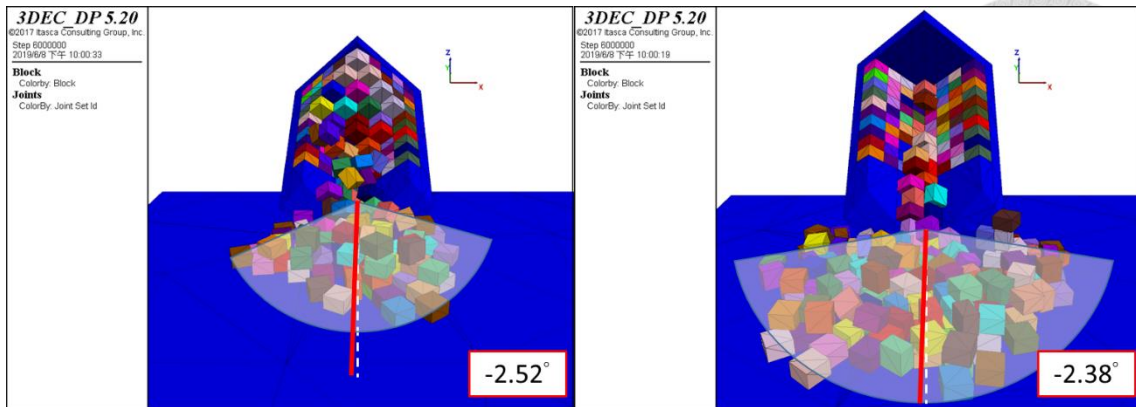 3DEC_DP 5.20
©2017 Itasca Consulting Group, Inc.
Step 6000000
2019/6/8 下午 10:00:33
Block
Colorby: Block
Joints
ColorBy: Joint Set Id
Z
Y
X
-2.52°
3DEC_DP 5.20
©2017 Itasca Consulting Group, Inc.
Step 6000000
2019/6/8 下午 10:00:19
Block
Colorby: Block
Joints
ColorBy: Joint Set Id
Z
Y
X
-2.38°